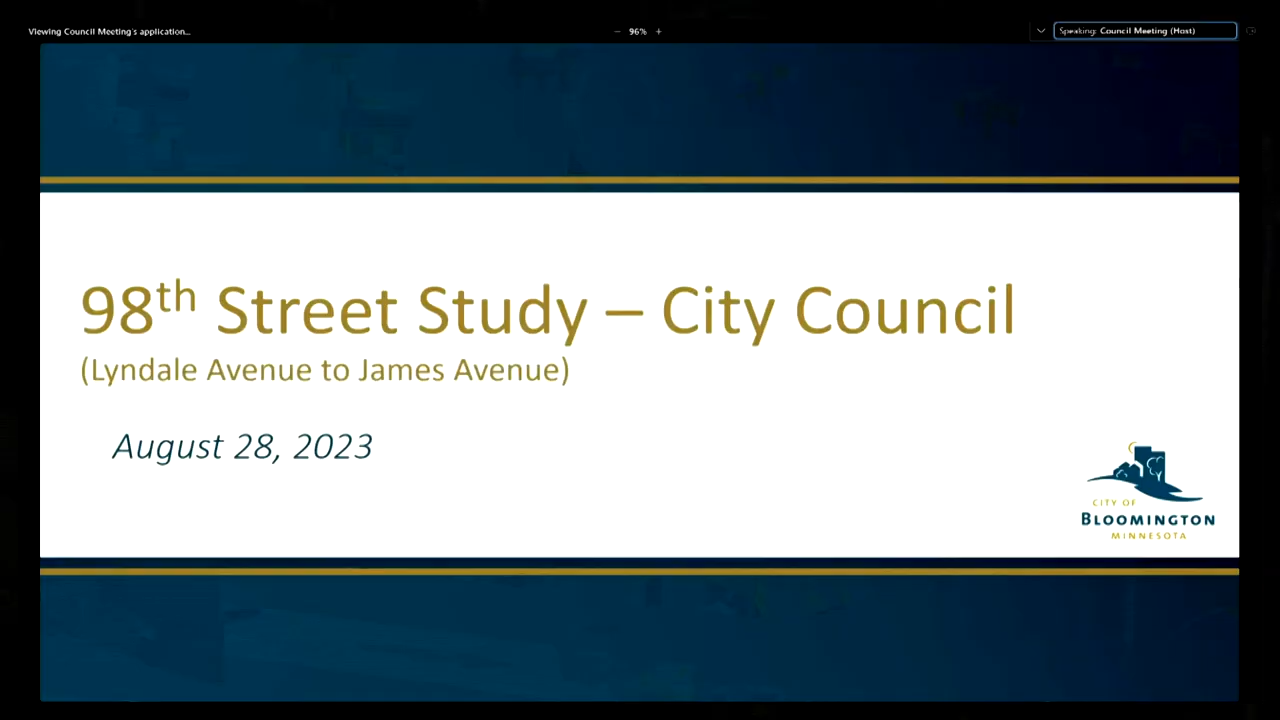 Viewing Council Meeting's application...
– 96% +
Speaking: Council Meeting (Host)
98th Street Study – City Council
(Lyndale Avenue to James Avenue)
August 28, 2023
CITY OF
BLOOMINGTON
MINNESOTA